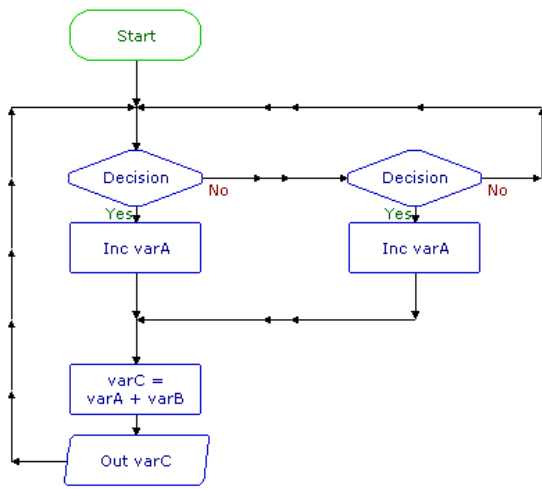 Start
Decision
No
Decision
No
Yes
Yes
Inc varA
Inc varA
varC =
varA + varB
Out varC